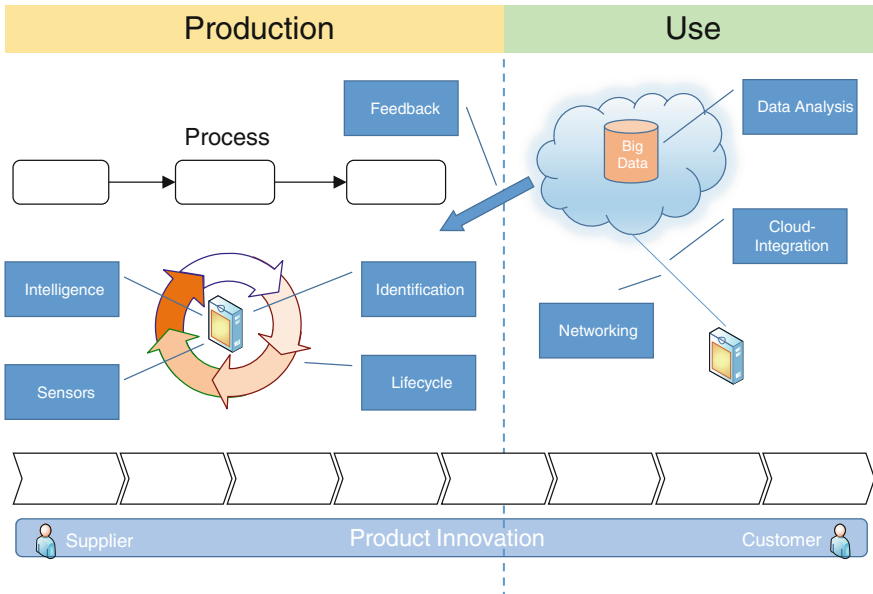 Production
Use
Feedback
Data Analysis
Process
Big
Data
Cloud-
Integration
Intelligence
Identification
Networking
Sensors
Lifecycle
Supplier
Product Innovation
Customer